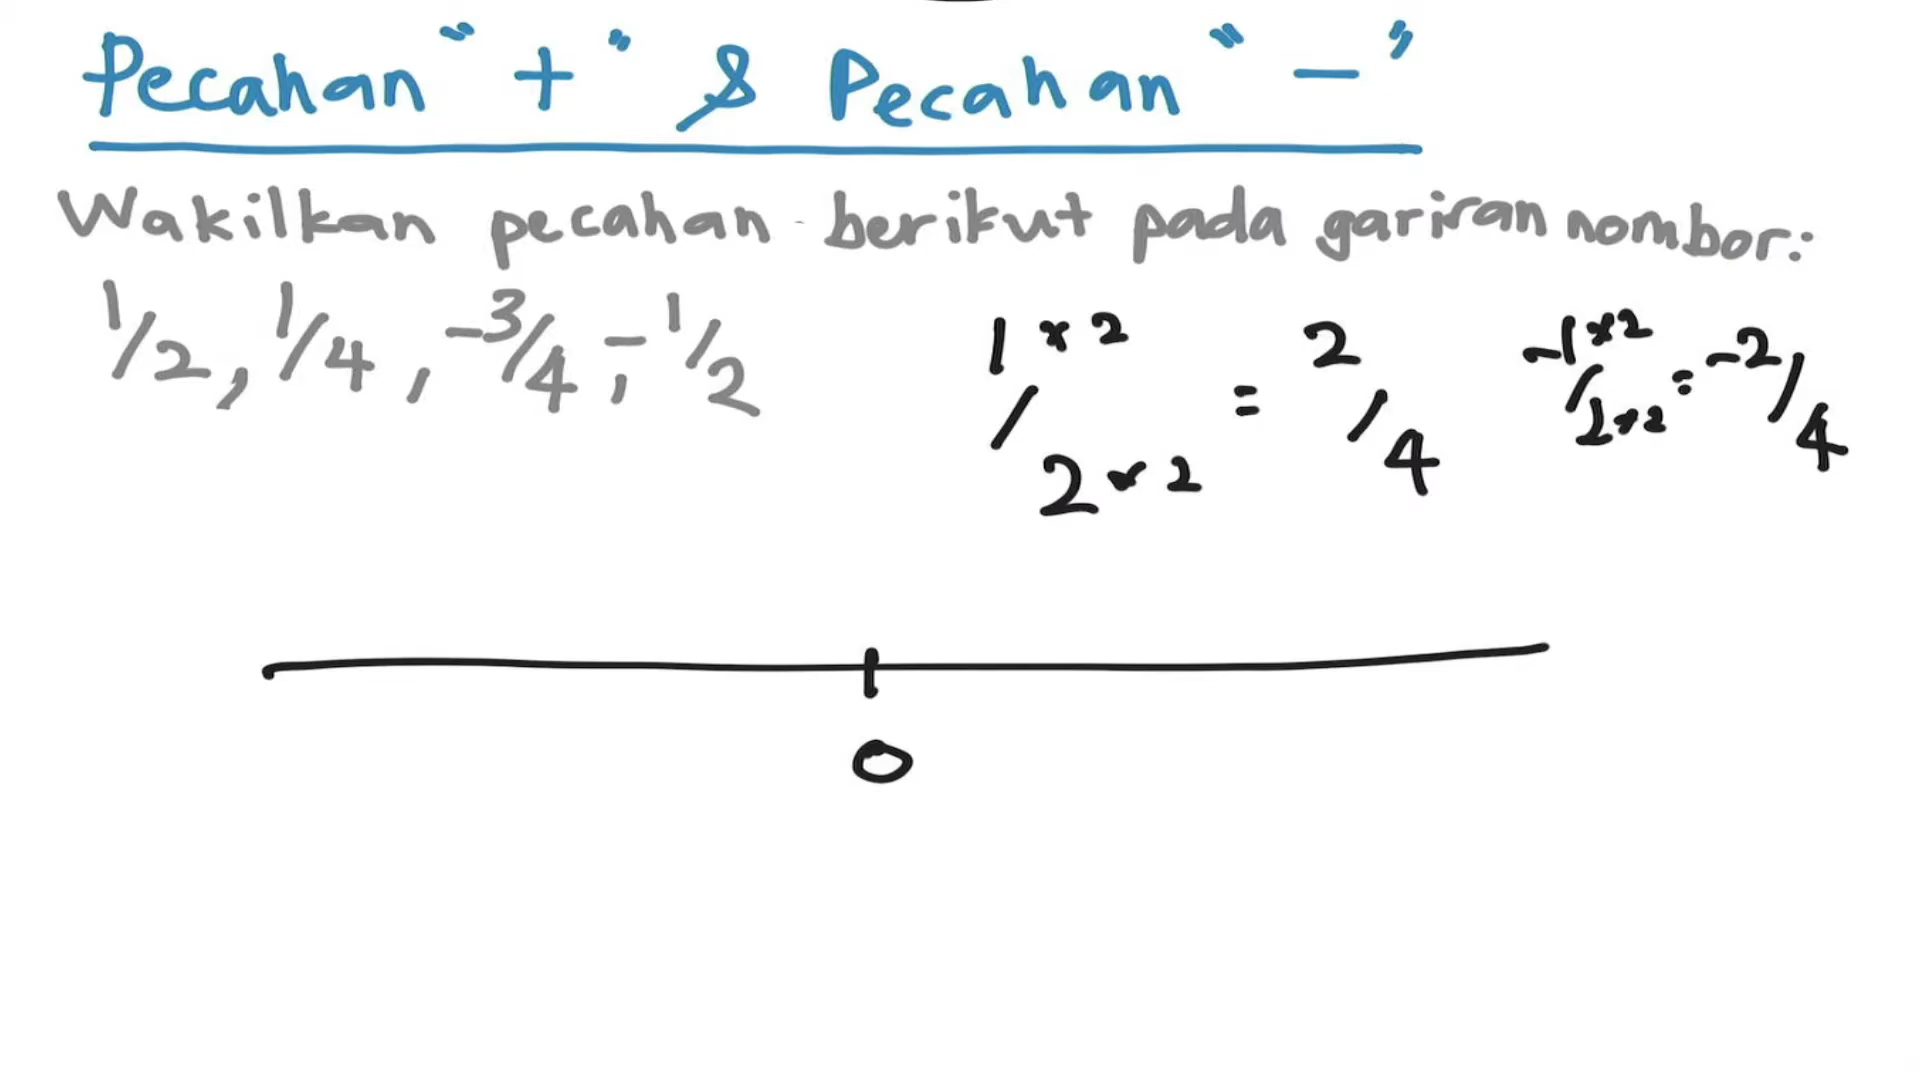 Pecahan "+" & Pecahan "-"
Wakilkan pecahan berikut pada garisan nombor:
1/2, 1/4, -3/4, -1/2
1×2/2×2 = 2/4
-1×2/2×2 = -2/4
0